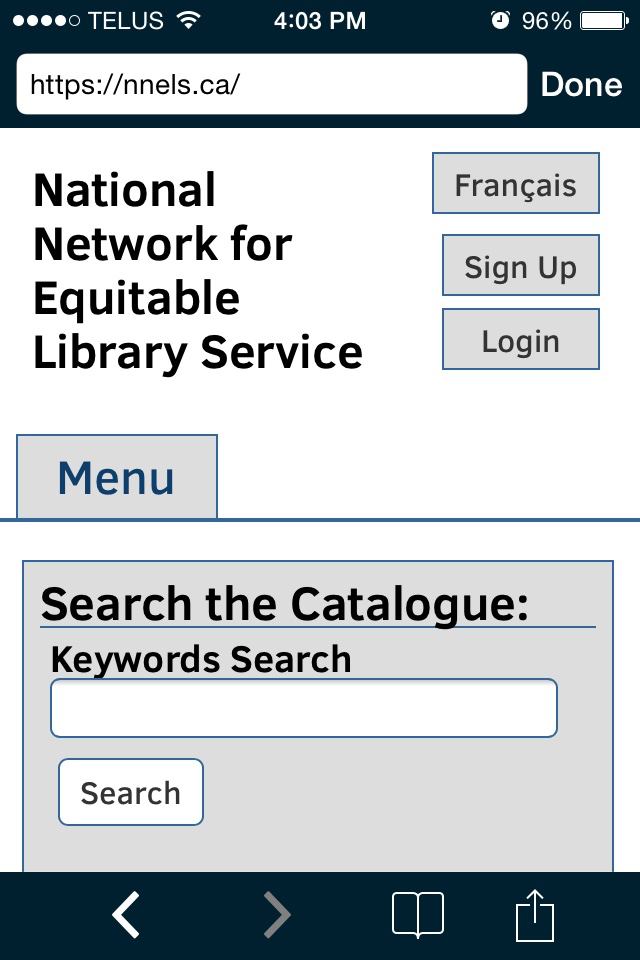 TELUS 4:03 PM 96%
https://nnels.ca/ Done
National
Network for
Equitable
Library Service
Français
Sign Up
Login
Menu
Search the Catalogue:
Keywords Search
Search